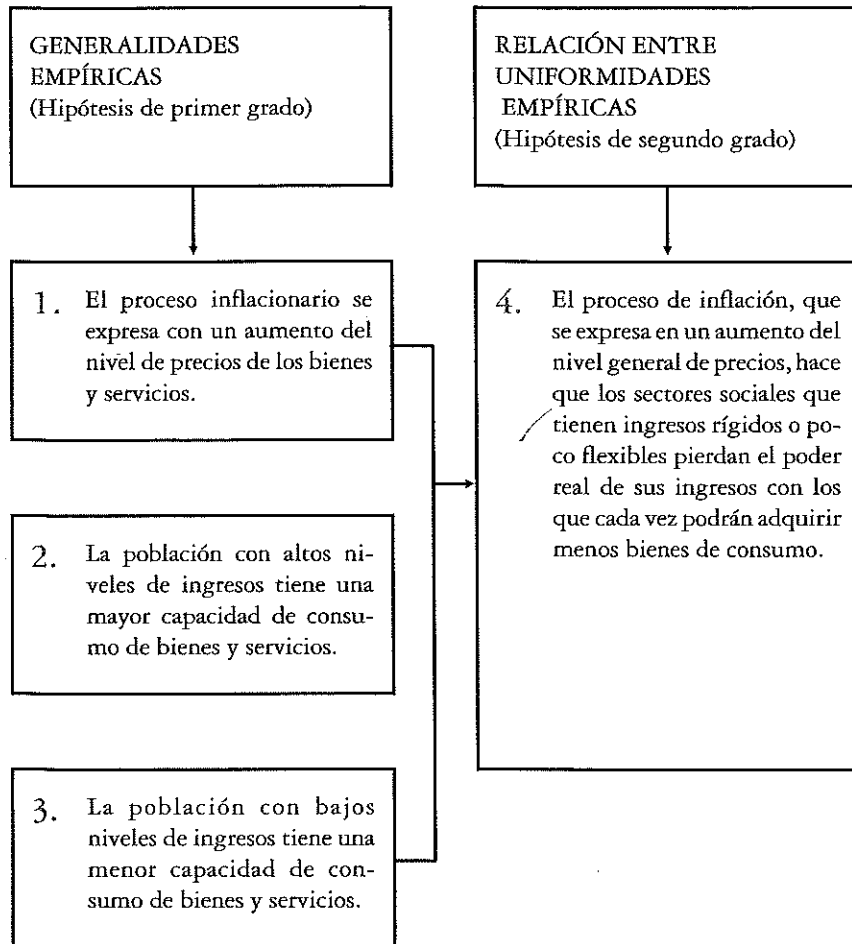 GENERALIDADES
EMPÍRICAS
(Hipótesis de primer grado)
RELACIÓN ENTRE
UNIFORMIDADES
EMPÍRICAS
(Hipótesis de segundo grado)
1. El proceso inflacionario se
expresa con un aumento del
nivel de precios de los bienes
y servicios.
2. La población con altos ni-
veles de ingresos tiene una
mayor capacidad de consu-
mo de bienes y servicios.
3. La población con bajos
niveles de ingresos tiene una
menor capacidad de con-
sumo de bienes y servicios.
4. El proceso de inflación, que
se expresa en un aumento del
nivel general de precios, hace
que los sectores sociales que
tienen ingresos rígidos o po-
co flexibles pierdan el poder
real de sus ingresos con los
que cada vez podrán adquirir
menos bienes de consumo.